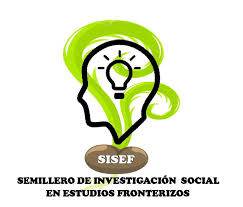 SISEF
SEMILLERO DE INVESTIGACIÓN SOCIAL
EN ESTUDIOS FRONTERIZOS